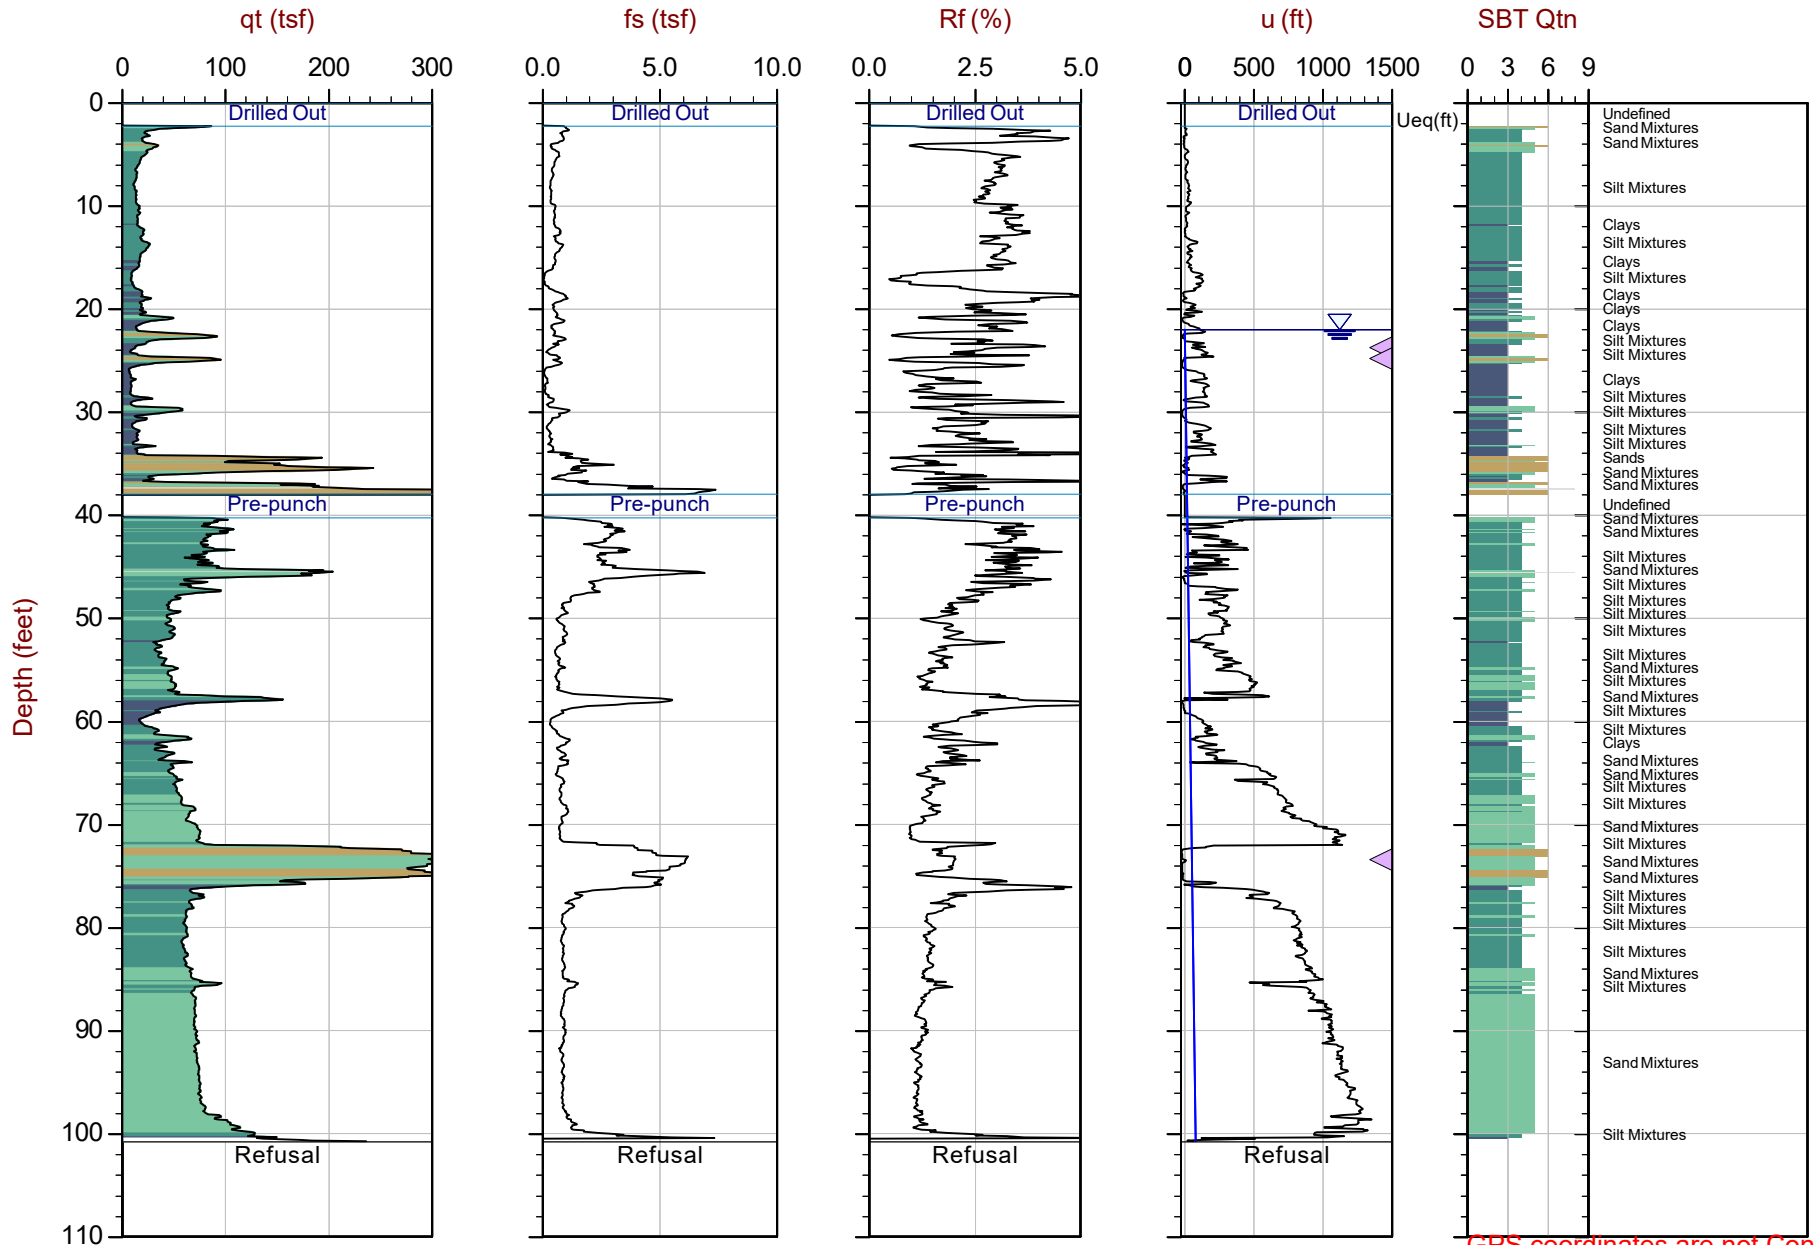 qt (tsf) fs (tsf) Rf (%) u (ft) SBT Qtn
0 100 200 300 0.0 5.0 10.0 0.0 2.5 5.0 0 500 1000 1500 0 3 6 9
0
Drilled Out Drilled Out Drilled Out Drilled Out
Ueq(ft)
Undefined
Sand Mixtures
Sand Mixtures
Silt Mixtures
10
Clays
Silt Mixtures
Clays
Silt Mixtures
Clays
20
Clays
Silt Mixtures
Silt Mixtures
Clays
Silt Mixtures
30
Silt Mixtures
Silt Mixtures
Silt Mixtures
Sands
Sand Mixtures
Sand Mixtures
Pre-punch Pre-punch Pre-punch Pre-punch
Undefined
40
Sand Mixtures
Sand Mixtures
Silt Mixtures
Sand Mixtures
Silt Mixtures
Silt Mixtures
Silt Mixtures
50
Silt Mixtures
Silt Mixtures
Sand Mixtures
Silt Mixtures
Sand Mixtures
Silt Mixtures
60
Silt Mixtures
Clays
Sand Mixtures
Sand Mixtures
Silt Mixtures
Silt Mixtures
70
Sand Mixtures
Silt Mixtures
Sand Mixtures
Sand Mixtures
Silt Mixtures
Silt Mixtures
Silt Mixtures
80
Silt Mixtures
Sand Mixtures
Silt Mixtures
90
Sand Mixtures
100
Silt Mixtures
Refusal Refusal Refusal Refusal
110
Depth (feet)
GPS coordinates are not Con